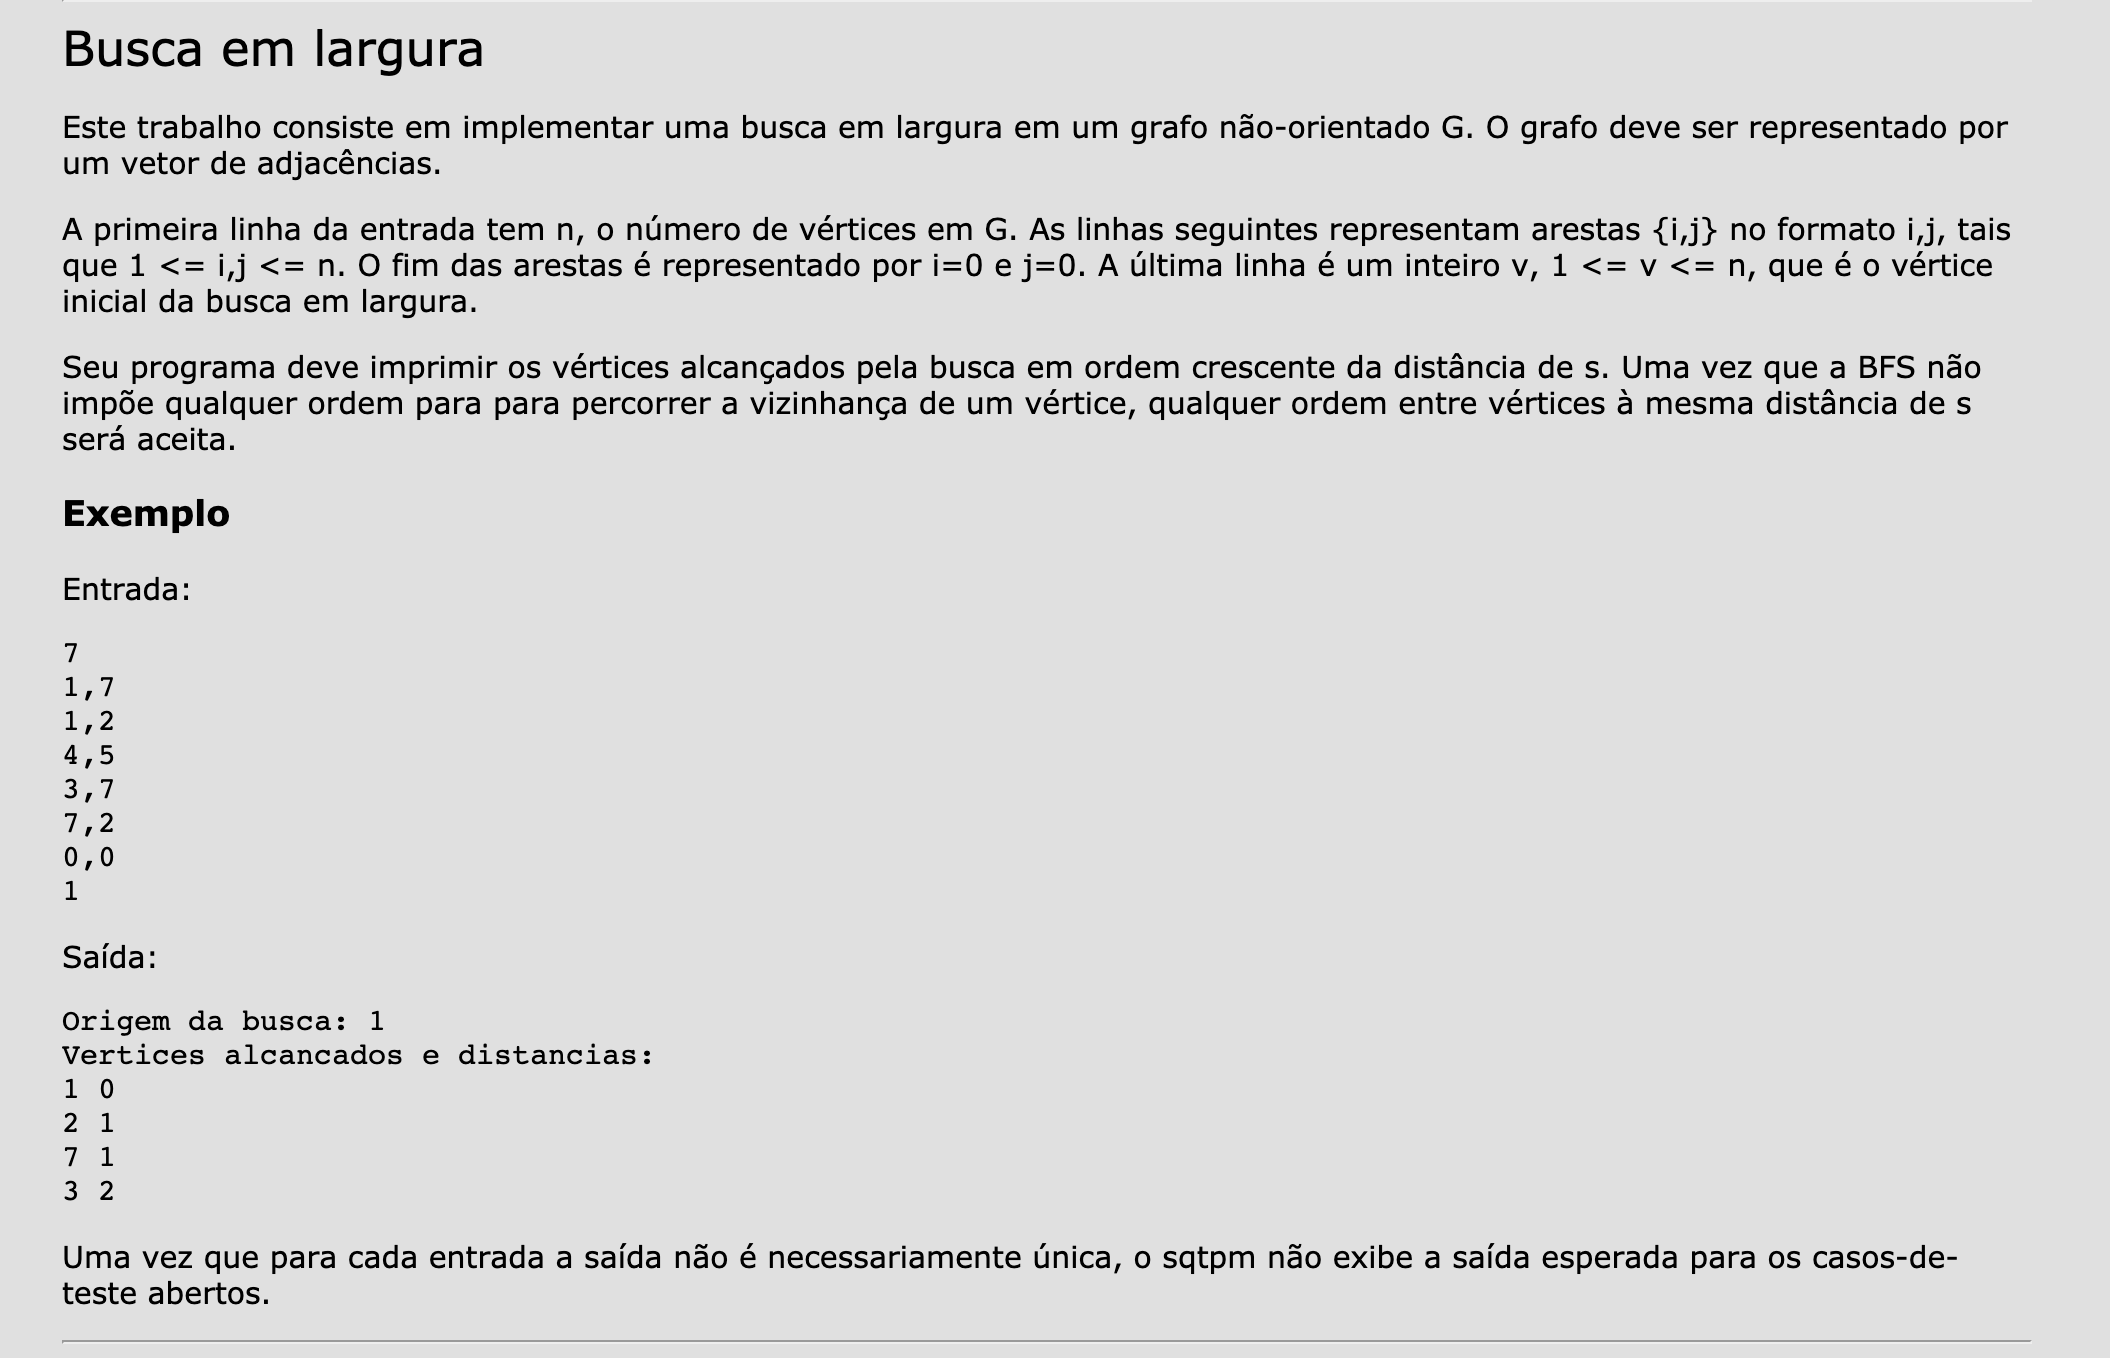 Busca em largura
Este trabalho consiste em implementar uma busca em largura em um grafo não-orientado G. O grafo deve ser representado por
um vetor de adjacências.
A primeira linha da entrada tem n, o número de vértices em G. As linhas seguintes representam arestas {i,j} no formato i,j, tais
que 1 <= i,j <= n. O fim das arestas é representado por i=0 e j=0. A última linha é um inteiro v, 1 <= v <= n, que é o vértice
inicial da busca em largura.
Seu programa deve imprimir os vértices alcançados pela busca em ordem crescente da distância de s. Uma vez que a BFS não
impõe qualquer ordem para para percorrer a vizinhança de um vértice, qualquer ordem entre vértices à mesma distância de s
será aceita.
Exemplo
Entrada:
7
1,7
1,2
4,5
3,7
7,2
0,0
1
Saída:
Origem da busca: 1
Vertices alcancados e distancias:
1 0
2 1
7 1
3 2
Uma vez que para cada entrada a saída não é necessariamente única, o sqtpm não exibe a saída esperada para os casos-de-
teste abertos.